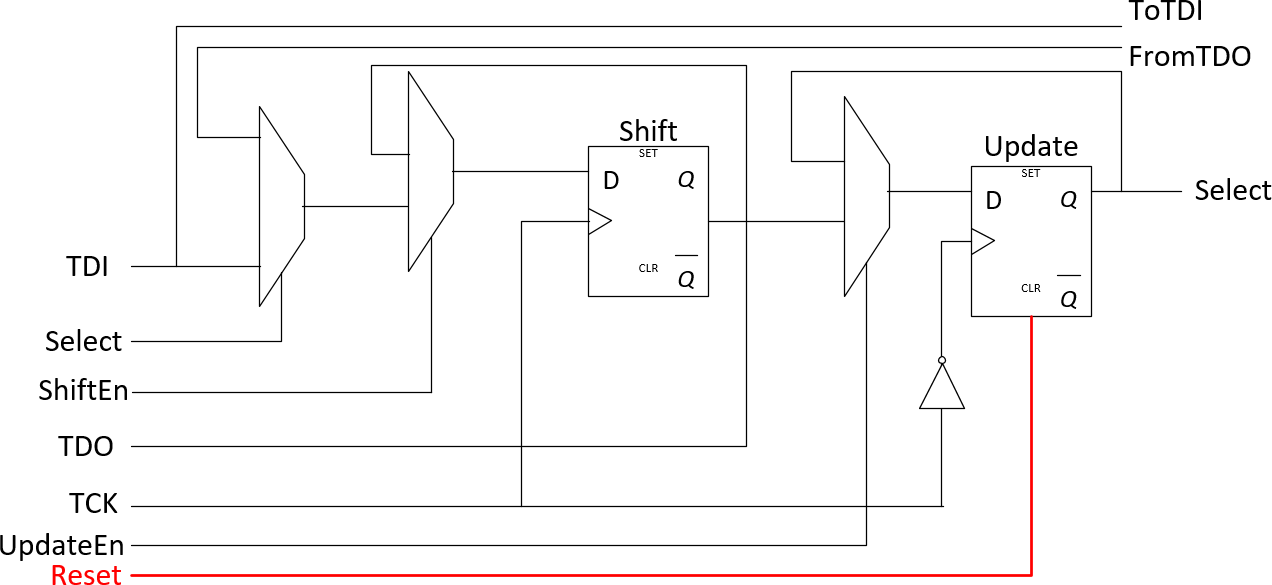 ToTDI
FromTDO
Shift
SET
D Q
CLR
Q
Update
SET
D Q
CLR
Q
Select
TDI
Select
ShiftEn
TDO
TCK
UpdateEn
Reset